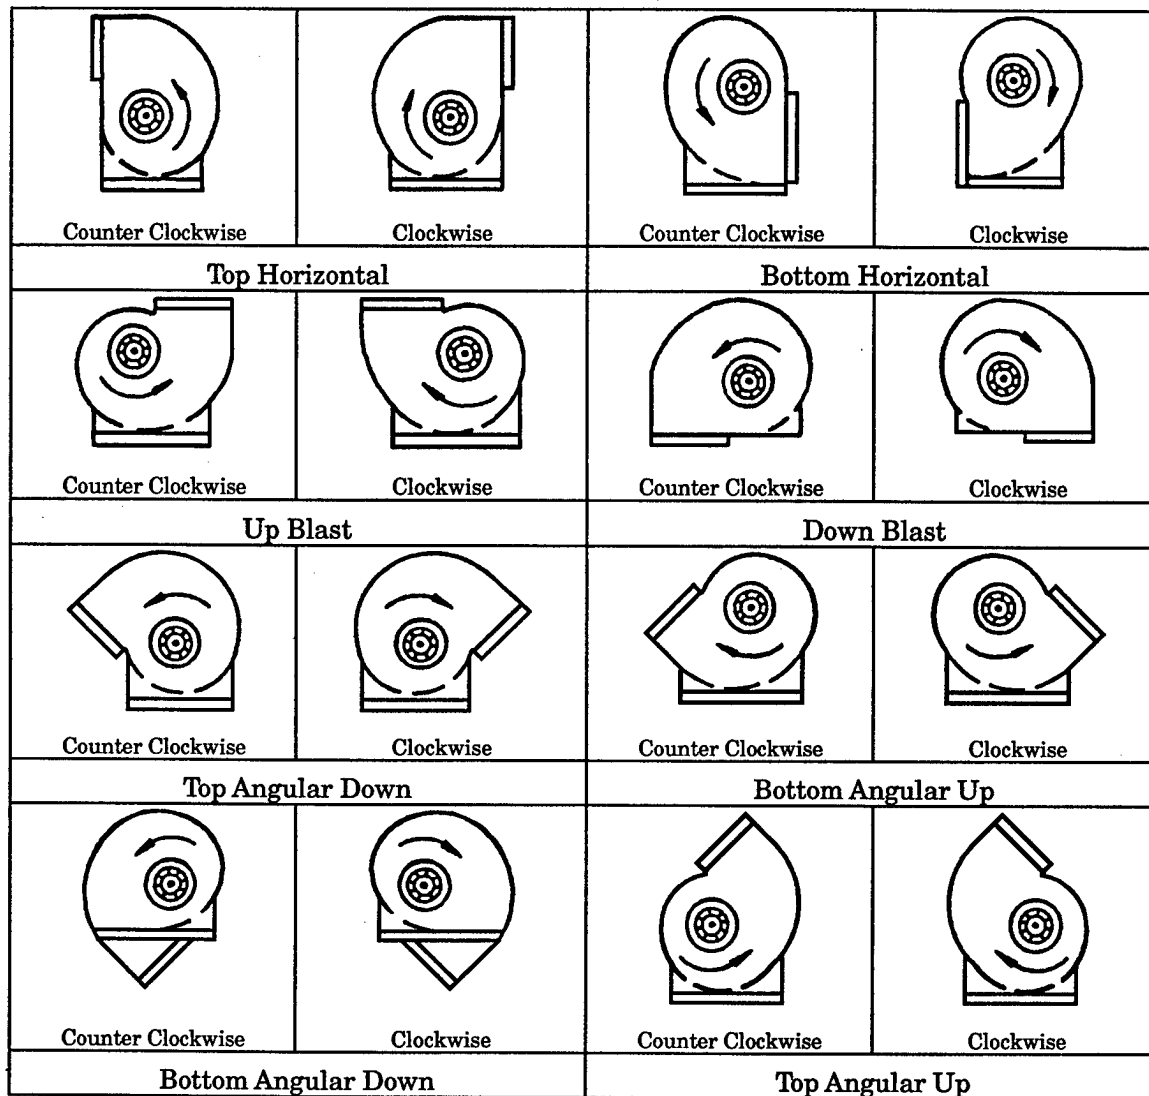 Counter Clockwise Clockwise Counter Clockwise Clockwise
Top Horizontal Bottom Horizontal
Counter Clockwise Clockwise Counter Clockwise Clockwise
Up Blast Down Blast
Counter Clockwise Clockwise Counter Clockwise Clockwise
Top Angular Down Bottom Angular Up
Counter Clockwise Clockwise Counter Clockwise Clockwise
Bottom Angular Down Top Angular Up